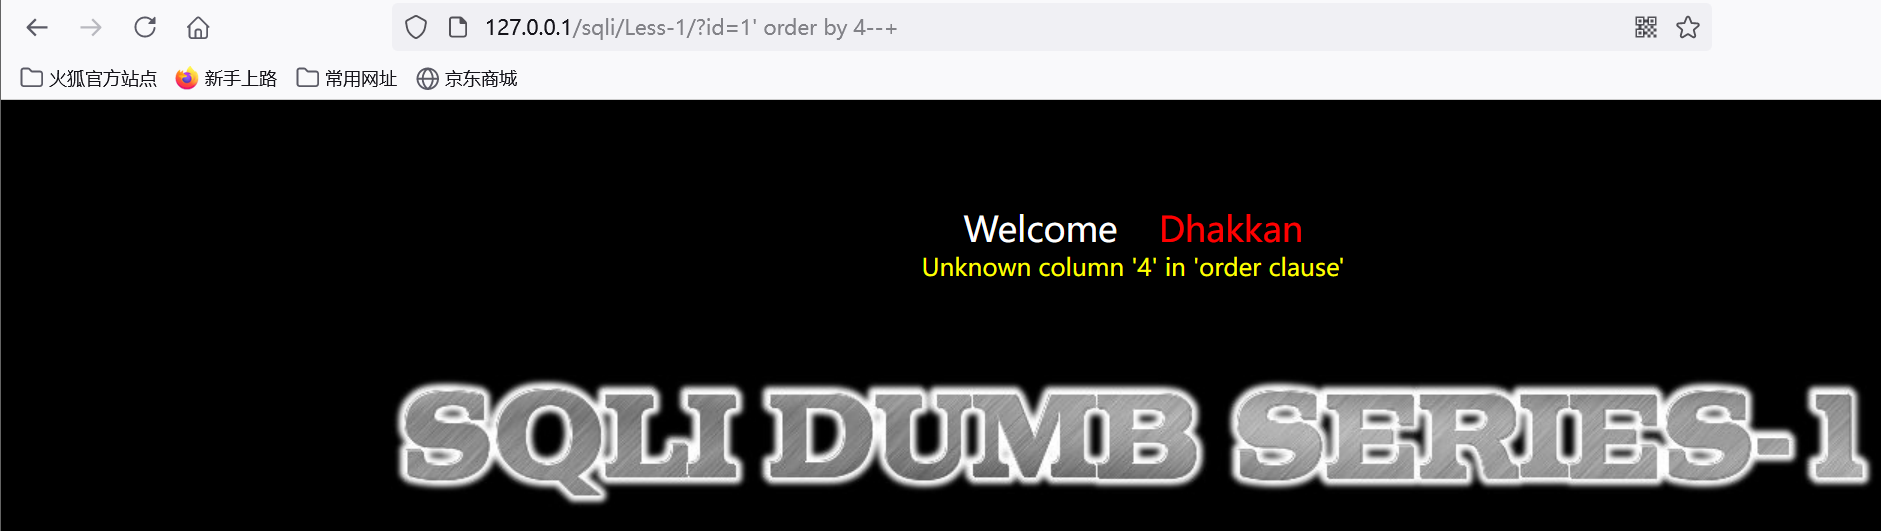 127.0.0.1/sqli/Less-1/?id=1' order by 4--+
火狐官方站点 新手上路 常用网址 京东商城
Welcome Dhakkan
Unknown column '4' in 'order clause'
SQLI DUMB SERIES-1